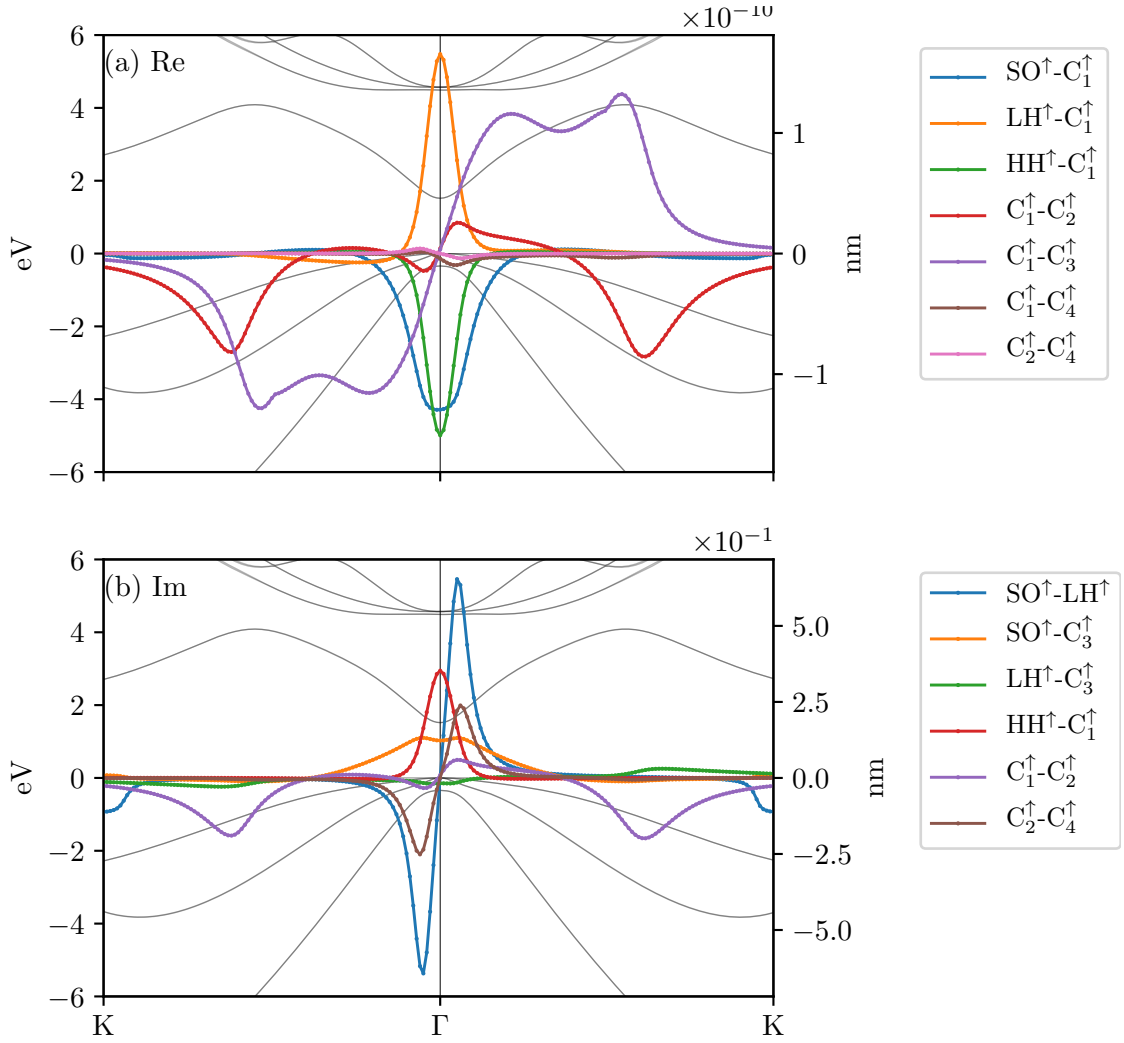 ×10⁻¹⁰
(a) Re
6
4
2
0
−2
−4
−6
eV
1
0
−1
nm
SO↑-C₁↑
LH↑-C₁↑
HH↑-C₁↑
C₁↑-C₂↑
C₁↑-C₃↑
C₁↑-C₄↑
C₂↑-C₄↑
×10⁻¹
(b) Im
6
4
2
0
−2
−4
−6
eV
5.0
2.5
0.0
−2.5
−5.0
nm
K
Γ
K
SO↑-LH↑
SO↑-C₃↑
LH↑-C₃↑
HH↑-C₁↑
C₁↑-C₂↑
C₂↑-C₄↑